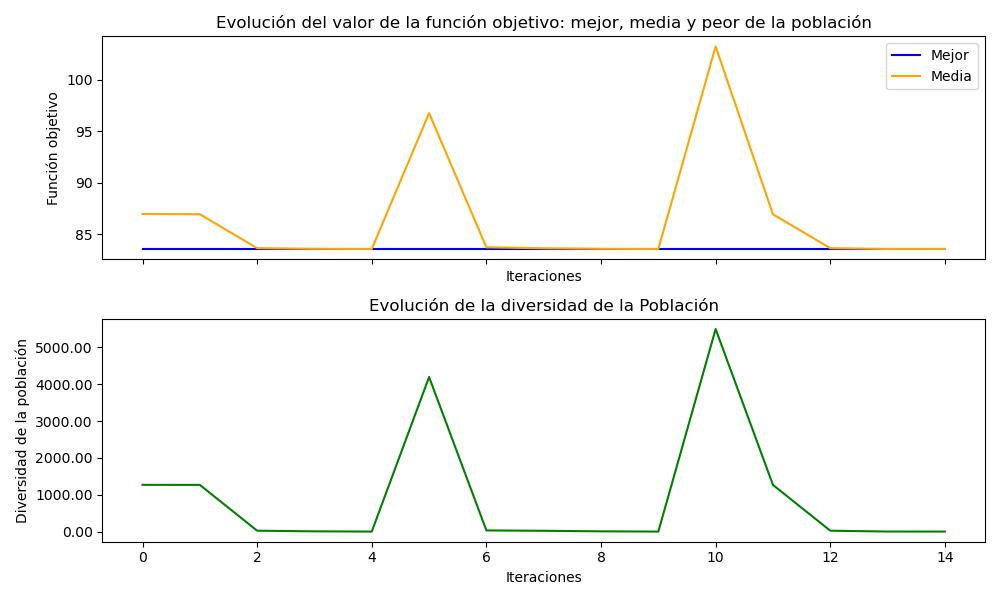 Evolución del valor de la función objetivo: mejor, media y peor de la población
Función objetivo
100
95
90
85
Mejor
Media
Iteraciones
Evolución de la diversidad de la Población
Diversidad de la población
5000.00
4000.00
3000.00
2000.00
1000.00
0.00
0 2 4 6 8 10 12 14
Iteraciones